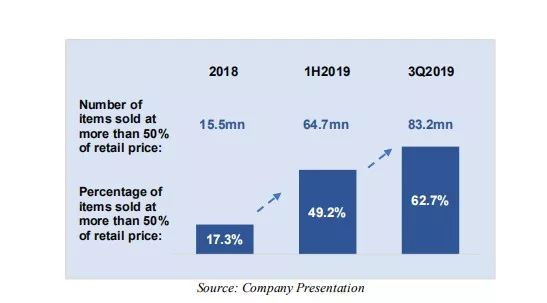 2018 1H2019 3Q2019
Number of
items sold at
more than 50%
of retail price:
15.5mn 64.7mn 83.2mn
Percentage of
items sold at
more than 50%
of retail price:
17.3% 49.2% 62.7%
Source: Company Presentation